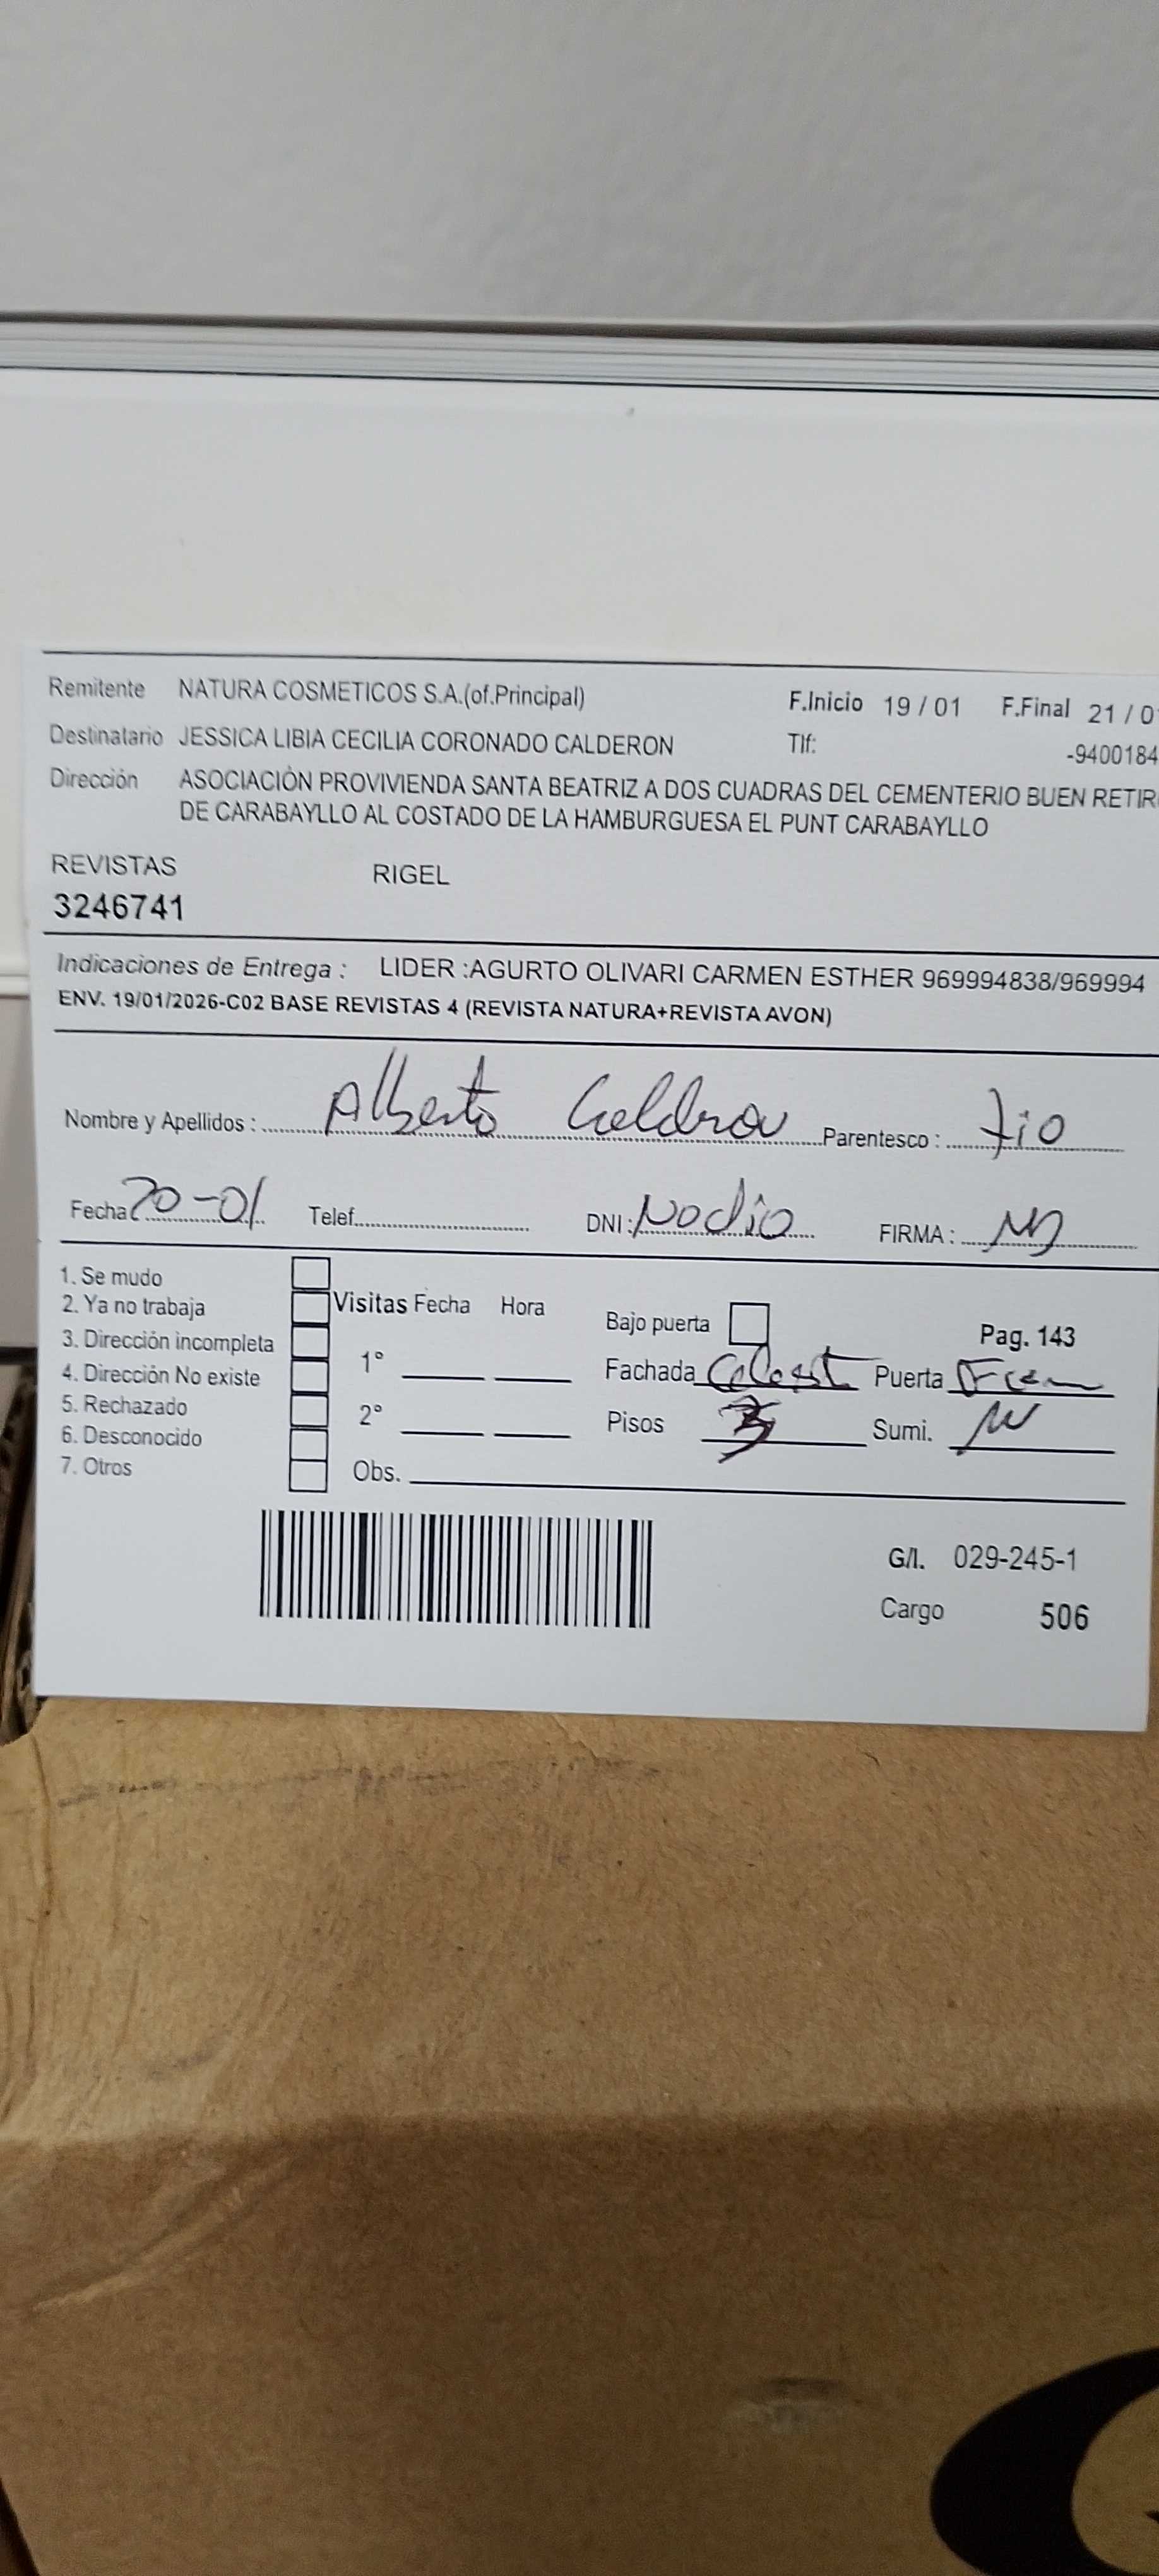 Remitente NATURA COSMETICOS S.A.(of.Principal) F.Inicio 19 / 01 F.Final 21 / 0
Destinatario JESSICA LIBIA CECILIA CORONADO CALDERON Tlf: -9400184
Dirección ASOCIACIÒN PROVIVIENDA SANTA BEATRIZ A DOS CUADRAS DEL CEMENTERIO BUEN RETIR
DE CARABAYLLO AL COSTADO DE LA HAMBURGUESA EL PUNT CARABAYLLO
REVISTAS RIGEL
3246741
Indicaciones de Entrega : LIDER :AGURTO OLIVARI CARMEN ESTHER 969994838/969994
ENV. 19/01/2026-C02 BASE REVISTAS 4 (REVISTA NATURA+REVISTA AVON)
Nombre y Apellidos : Alberto Calderon Parentesco : tio
Fecha 20-01 Telef. DNI : No dio FIRMA :
1. Se mudo
2. Ya no trabaja Visitas Fecha Hora Bajo puerta Pag. 143
3. Dirección incompleta 1° Fachada Celest Puerta
4. Dirección No existe
5. Rechazado 2° Pisos 3 Sumi.
6. Desconocido
7. Otros Obs.
G/I. 029-245-1
Cargo 506